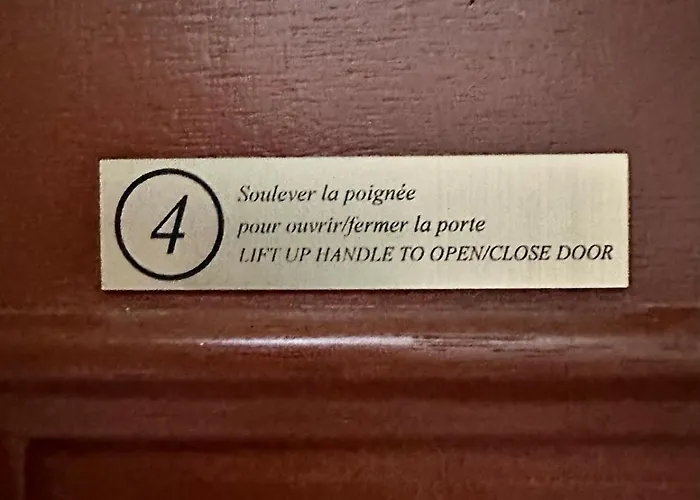 4
Soulever la poignée
pour ouvrir/fermer la porte
LIFT UP HANDLE TO OPEN/CLOSE DOOR